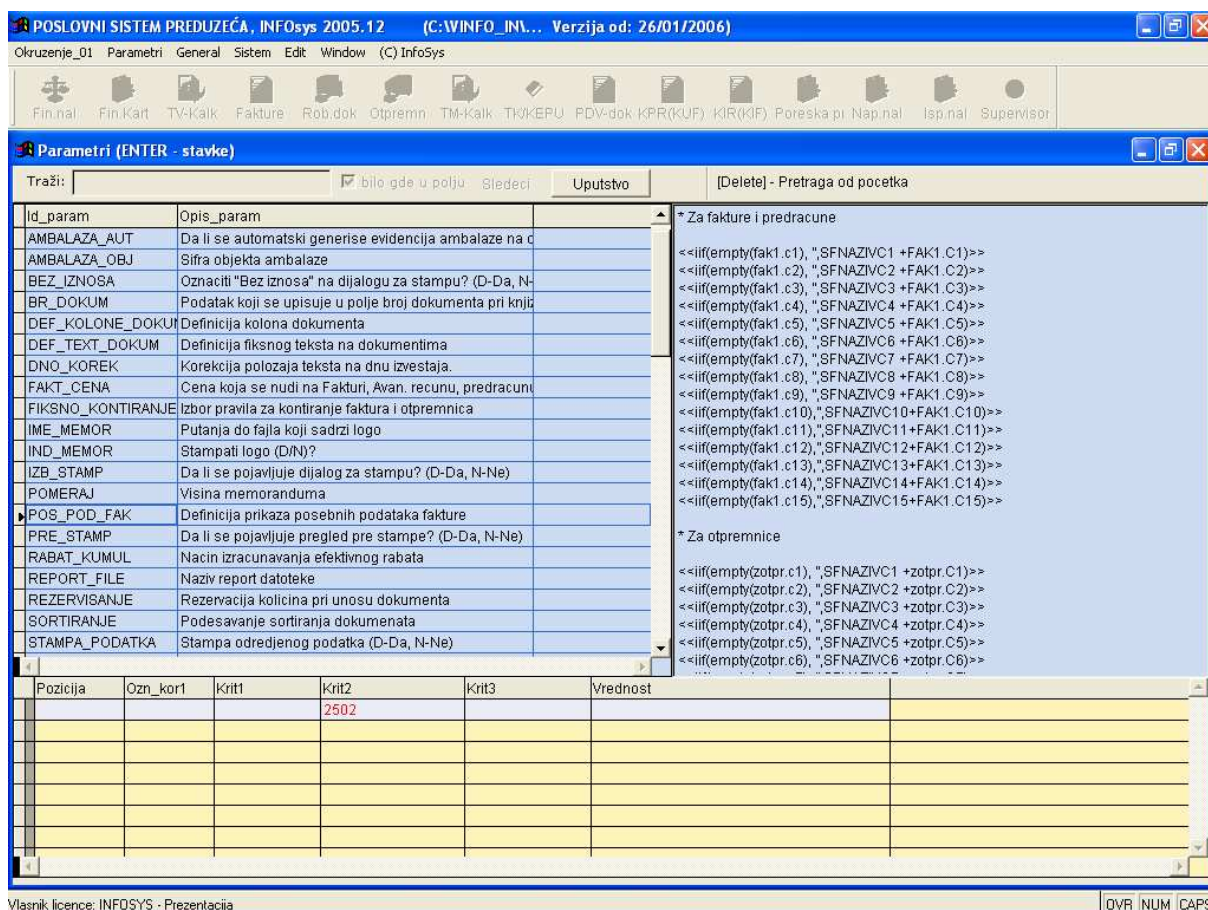 POSLOVNI SISTEM PREDUZEĆA, INFOsys 2005.12 (C:\VINFO_IN\... Verzija od: 26/01/2006)
Okruzenje_01 Parametri General Sistem Edit Window (C) InfoSys
Fin.nal Fin.Kart TV-Kalk Fakture Rob.dok Otpremn TM-Kalk TK/KEPU PDV-dok KPR(KUF) KIR(KIF) Poreska pi Nap.nal Isp.nal Supervisor
Parametri (ENTER - stavke)
Traži: bilo gde u polju Sledeci Uputstvo [Delete] - Pretraga od pocetka
Id_param Opis_param
AMBALAZA_AUT Da li se automatski generise evidencija ambalaze na d
AMBALAZA_OBJ Sifra objekta ambalaze
BEZ_IZNOSA Oznaciti "Bez iznosa" na dijalogu za stampu? (D-Da, N-
BR_DOKUM Podatak koji se upisuje u polje broj dokumenta pri knjiz
DEF_KOLONE_DOKUM Definicija kolona dokumenta
DEF_TEXT_DOKUM Definicija fiksnog teksta na dokumentima
DNO_KOREK Korekcija polozaja teksta na dnu izvestaja.
FAKT_CENA Cena koja se nudi na Fakturi, Avan. recunu, predracunu
FIKSNO_KONTIRANJE Izbor pravila za kontiranje faktura i otpremnica
IME_MEMOR Putanja do fajla koji sadrzi logo
IND_MEMOR Stampati logo (D/N)?
IZB_STAMP Da li se pojavljuje dijalog za stampu? (D-Da, N-Ne)
POMERAJ Visina memoranduma
POS_POD_FAK Definicija prikaza posebnih podataka fakture
PRE_STAMP Da li se pojavljuje pregled pre stampe? (D-Da, N-Ne)
RABAT_KUMUL Nacin izracunavanja efektivnog rabata
REPORT_FILE Naziv report datoteke
REZERVISANJE Rezervacija kolicina pri unosu dokumenta
SORTIRANJE Podesavanje sortiranja dokumenata
STAMPA_PODATKA Stampa odredjenog podatka (D-Da, N-Ne)
* Za fakture i predracune
<<iif(empty(fak1.c1), '',SFNAZIVC1 +FAK1.C1)>>
<<iif(empty(fak1.c2), '',SFNAZIVC2 +FAK1.C2)>>
<<iif(empty(fak1.c3), '',SFNAZIVC3 +FAK1.C3)>>
<<iif(empty(fak1.c4), '',SFNAZIVC4 +FAK1.C4)>>
<<iif(empty(fak1.c5), '',SFNAZIVC5 +FAK1.C5)>>
<<iif(empty(fak1.c6), '',SFNAZIVC6 +FAK1.C6)>>
<<iif(empty(fak1.c7), '',SFNAZIVC7 +FAK1.C7)>>
<<iif(empty(fak1.c8), '',SFNAZIVC8 +FAK1.C8)>>
<<iif(empty(fak1.c9), '',SFNAZIVC9 +FAK1.C9)>>
<<iif(empty(fak1.c10),'',SFNAZIVC10+FAK1.C10)>>
<<iif(empty(fak1.c11),'',SFNAZIVC11+FAK1.C11)>>
<<iif(empty(fak1.c12),'',SFNAZIVC12+FAK1.C12)>>
<<iif(empty(fak1.c13),'',SFNAZIVC13+FAK1.C13)>>
<<iif(empty(fak1.c14),'',SFNAZIVC14+FAK1.C14)>>
<<iif(empty(fak1.c15),'',SFNAZIVC15+FAK1.C15)>>
* Za otpremnice
<<iif(empty(zotpr.c1), '',SFNAZIVC1 +zotpr.C1)>>
<<iif(empty(zotpr.c2), '',SFNAZIVC2 +zotpr.C2)>>
<<iif(empty(zotpr.c3), '',SFNAZIVC3 +zotpr.C3)>>
<<iif(empty(zotpr.c4), '',SFNAZIVC4 +zotpr.C4)>>
<<iif(empty(zotpr.c5), '',SFNAZIVC5 +zotpr.C5)>>
<<iif(empty(zotpr.c6), '',SFNAZIVC6 +zotpr.C6)>>
Pozicija Ozn_kor1 Krit1 Krit2 Krit3 Vrednost
2502
Vlasnik licence: INFOSYS - Prezentacija OVR NUM CAPS